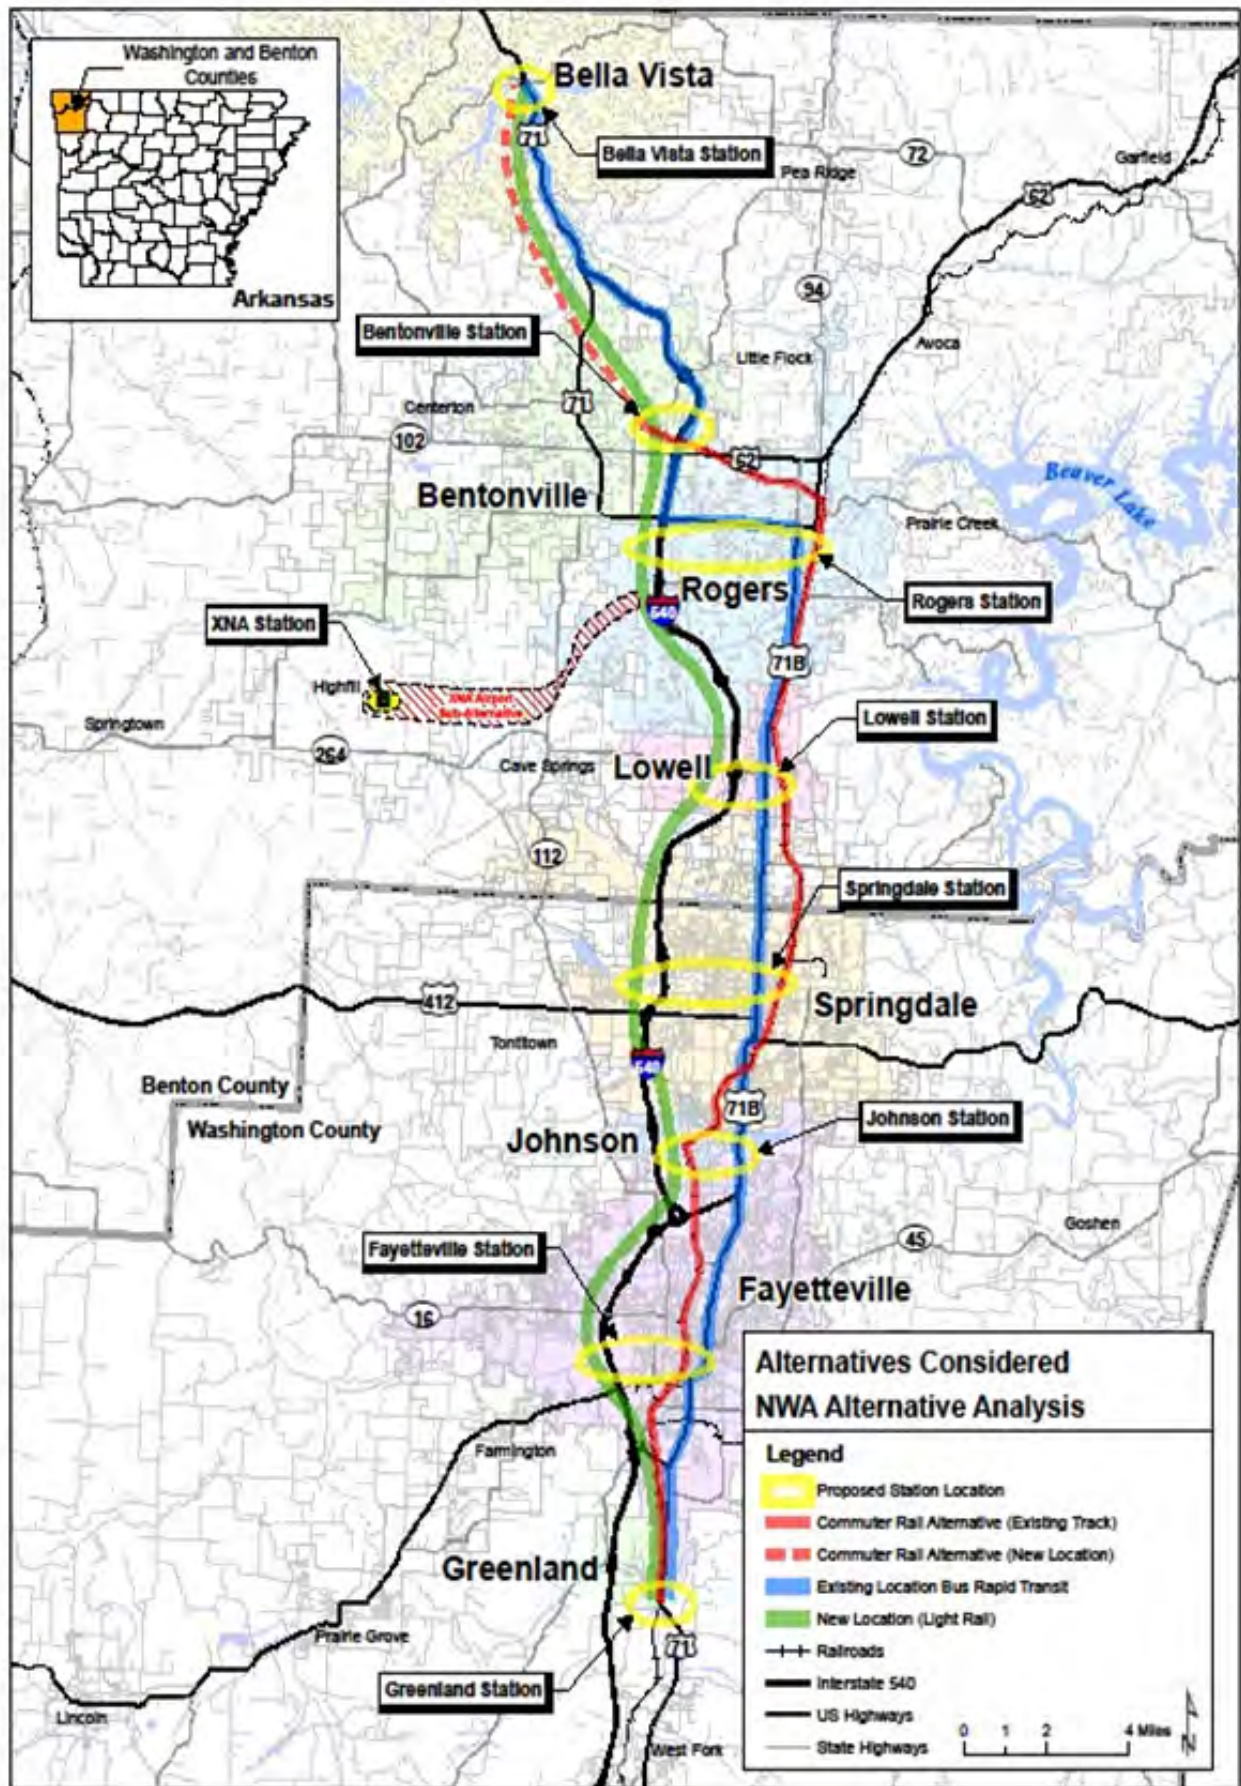 Washington and Benton
Counties
Arkansas
Bella Vista
71
Bella Vista Station
72
Pea Ridge
Garfield
62
94
Bentonville Station
Avoca
Little Flock
71
Centerton
102
62
Bentonville
Beaver Lake
Prairie Creek
Rogers
Rogers Station
540
XNA Station
71B
Highfill
XNA Airport
Sub-Alternative
Lowell Station
Springtown
264
Cave Springs
Lowell
112
Springdale Station
412
Springdale
Tontitown
540
Benton County
71B
Washington County
Johnson
Johnson Station
Goshen
45
Fayetteville Station
Fayetteville
16
Farmington
Greenland
Prairie Grove
71
Greenland Station
Lincoln
West Fork
Alternatives Considered
NWA Alternative Analysis
Legend
Proposed Station Location
Commuter Rail Alternative (Existing Track)
Commuter Rail Alternative (New Location)
Existing Location Bus Rapid Transit
New Location (Light Rail)
Railroads
Interstate 540
US Highways
State Highways
0 1 2 4 Miles
N